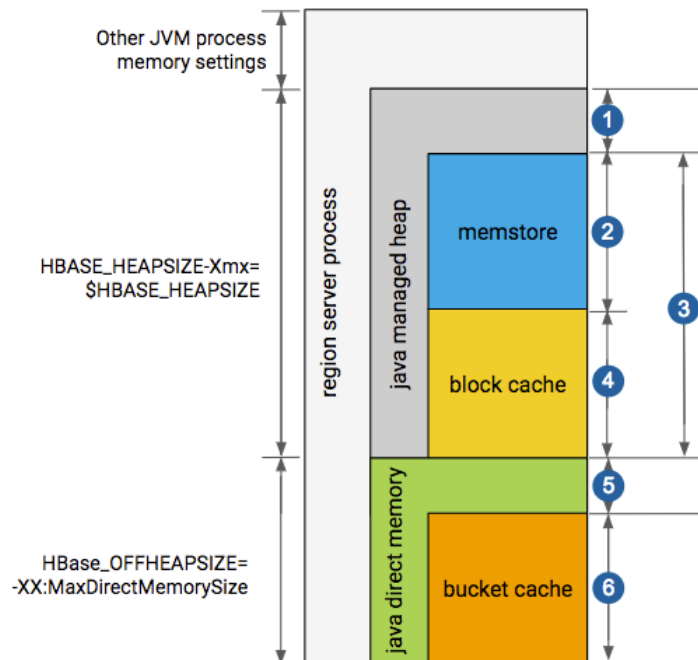 Other JVM process
memory settings
1
region server process
java managed heap
memstore
2
HBASE_HEAPSIZE-Xmx=
$HBASE_HEAPSIZE
3
block cache
4
java direct memory
5
HBase_OFFHEAPSIZE=
-XX:MaxDirectMemorySize
bucket cache
6